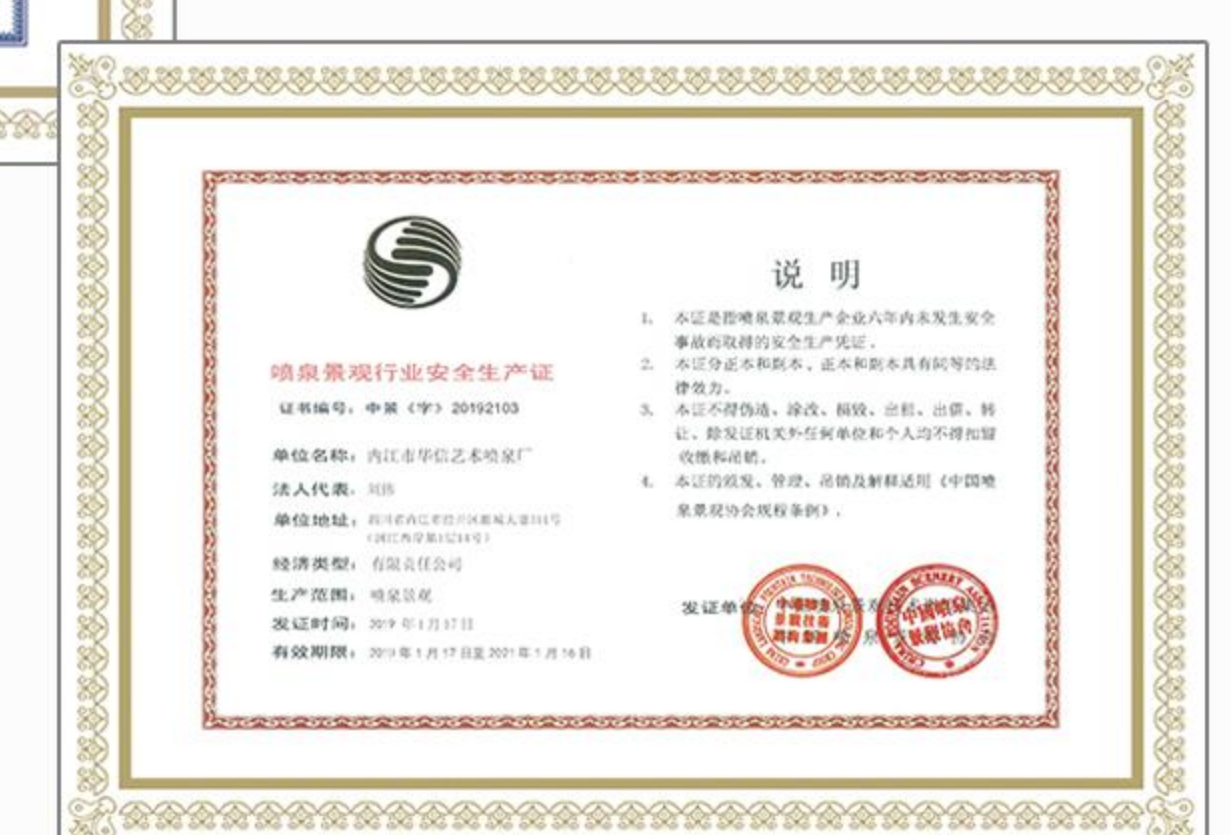 喷泉景观行业安全生产证
证书编号：中景（字）20192103
单位名称：内江市华信艺术喷泉厂
法人代表：
单位地址：
经济类型：有限责任公司
生产范围：喷泉景观
发证时间：2019年1月17日
有效期限：2019年1月17日至2021年1月16日
说明
1. 本证是指喷泉景观生产企业六年内未发生安全
事故而取得的安全生产凭证。
2. 本证分正本和副本，正本和副本具有同等的法
律效力。
3. 本证不得伪造、涂改、损毁、出租、出借、转
让，除发证机关外任何单位和个人均不得扣留
收缴和吊销。
4. 本证的颁发、管理、吊销及解释适用《中国喷
泉景观协会规程条例》。
发证单位
中国喷泉
景观协会